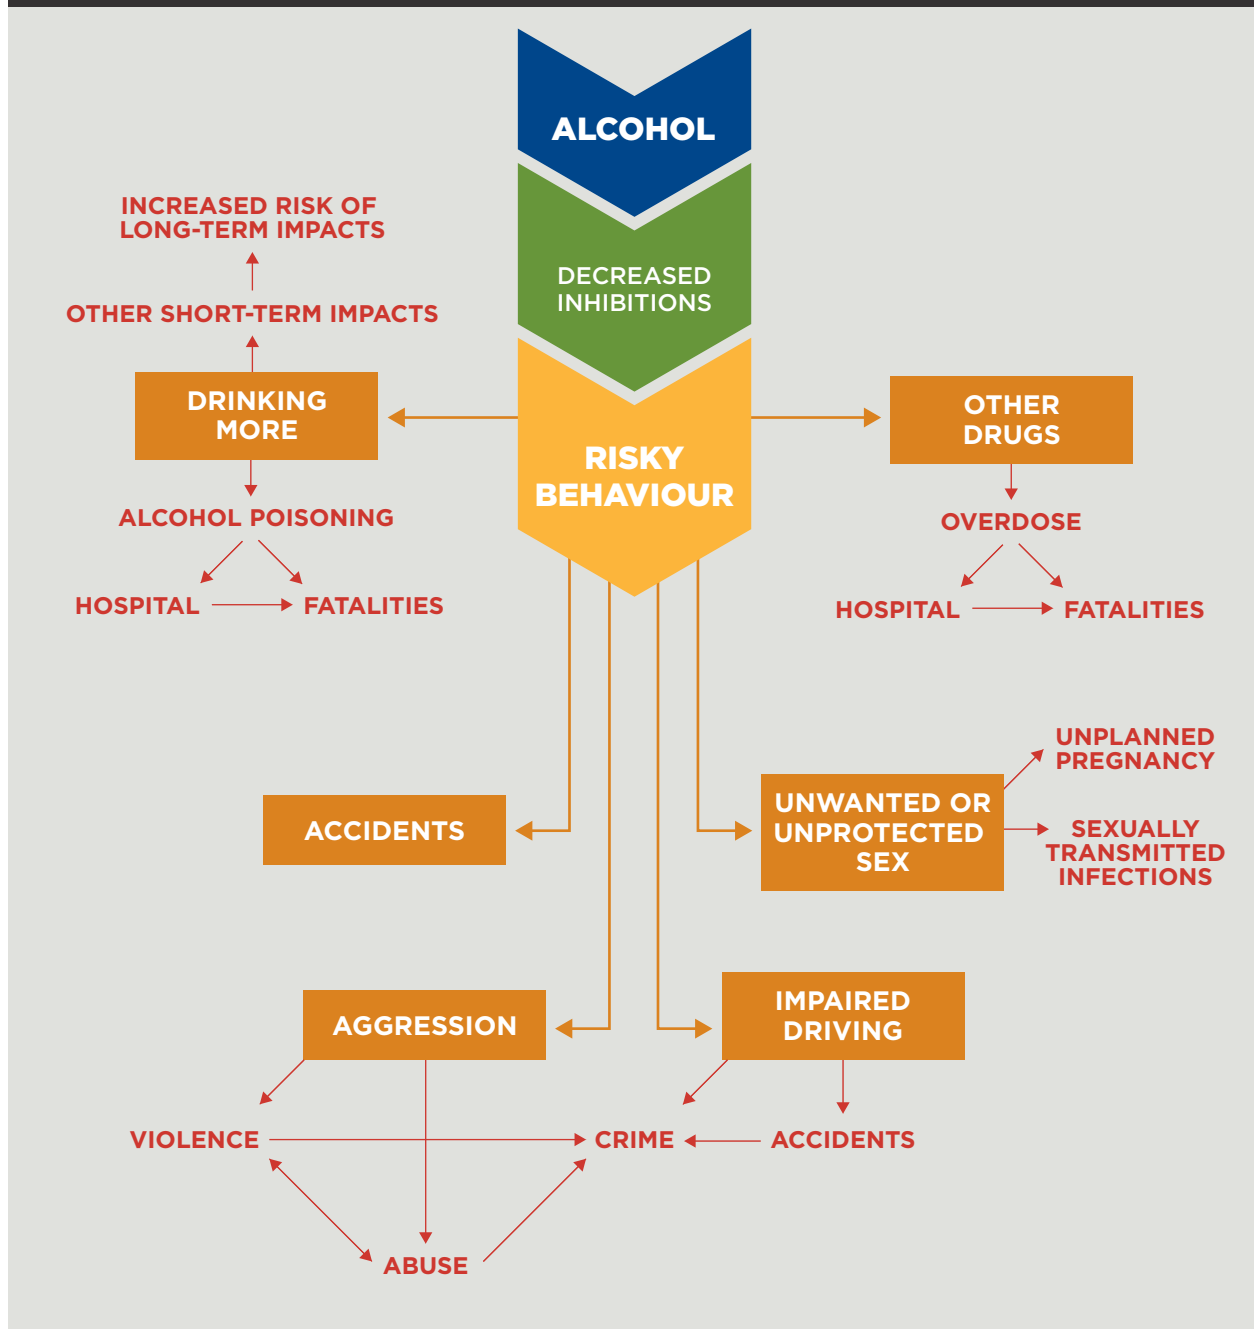 ALCOHOL
DECREASED
INHIBITIONS
RISKY
BEHAVIOUR
INCREASED RISK OF
LONG-TERM IMPACTS
OTHER SHORT-TERM IMPACTS
DRINKING
MORE
ALCOHOL POISONING
HOSPITAL
FATALITIES
OTHER
DRUGS
OVERDOSE
HOSPITAL
FATALITIES
ACCIDENTS
UNWANTED OR
UNPROTECTED
SEX
UNPLANNED
PREGNANCY
SEXUALLY
TRANSMITTED
INFECTIONS
AGGRESSION
VIOLENCE
ABUSE
IMPAIRED
DRIVING
CRIME
ACCIDENTS